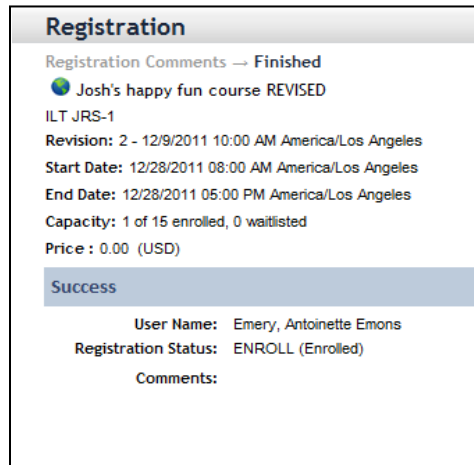 Registration
Registration Comments → Finished
Josh's happy fun course REVISED
ILT JRS-1
Revision: 2 - 12/9/2011 10:00 AM America/Los Angeles
Start Date: 12/28/2011 08:00 AM America/Los Angeles
End Date: 12/28/2011 05:00 PM America/Los Angeles
Capacity: 1 of 15 enrolled, 0 waitlisted
Price : 0.00 (USD)
Success
User Name: Emery, Antoinette Emons
Registration Status: ENROLL (Enrolled)
Comments: